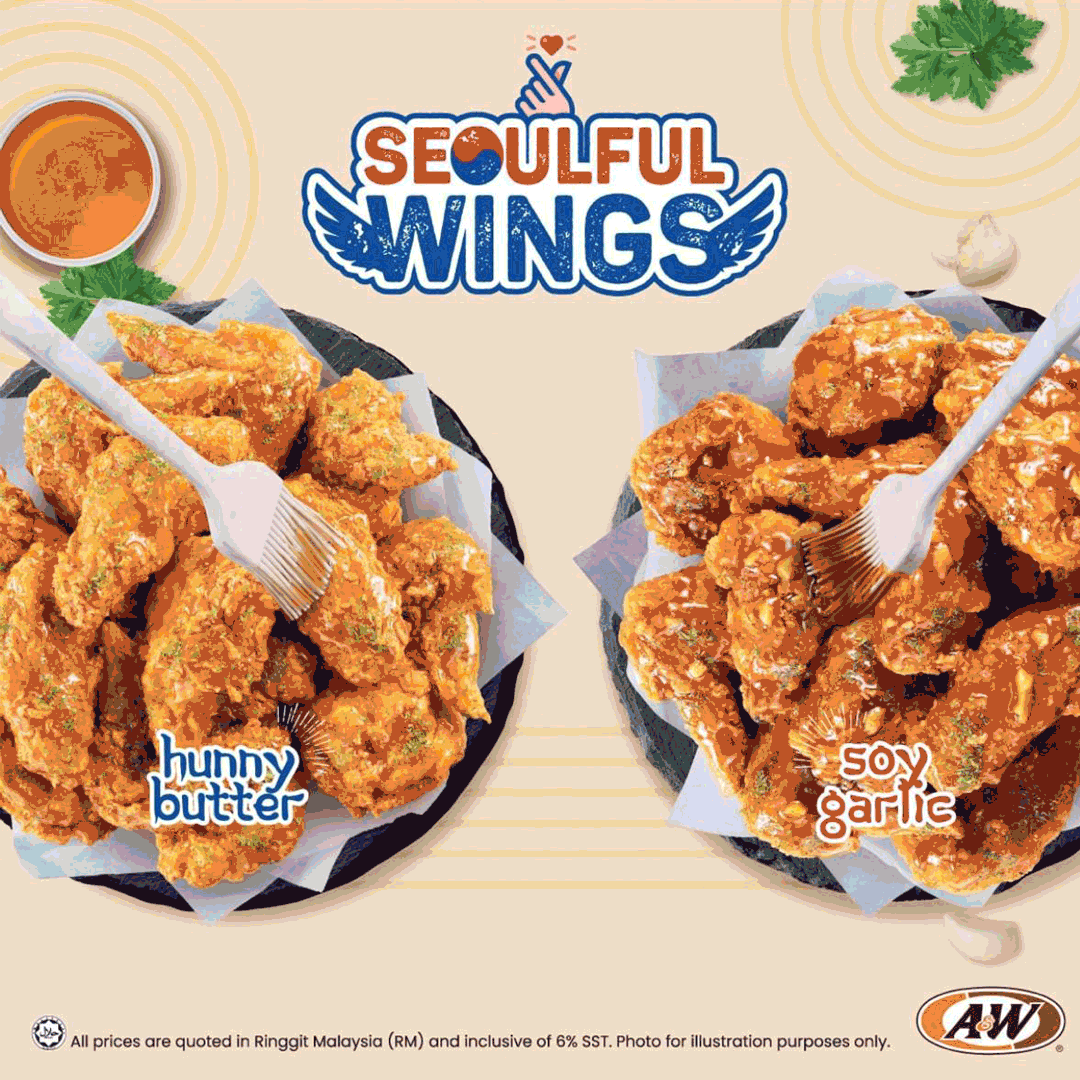 SEOULFUL
WINGS
hunny
butter
soy
garlic
All prices are quoted in Ringgit Malaysia (RM) and inclusive of 6% SST. Photo for illustration purposes only.
A&W
®